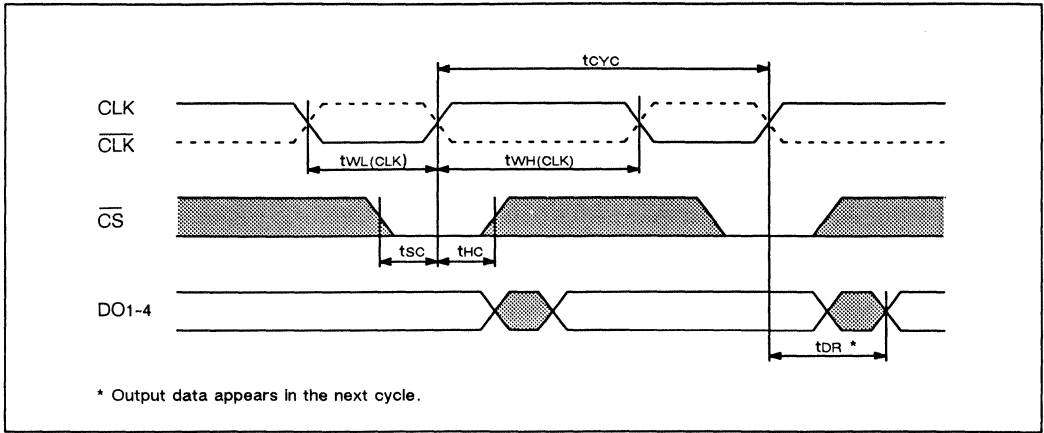 tCYC
CLK
CLK
tWL(CLK)
tWH(CLK)
CS
tSC
tHC
DO1~4
tDR *
* Output data appears in the next cycle.